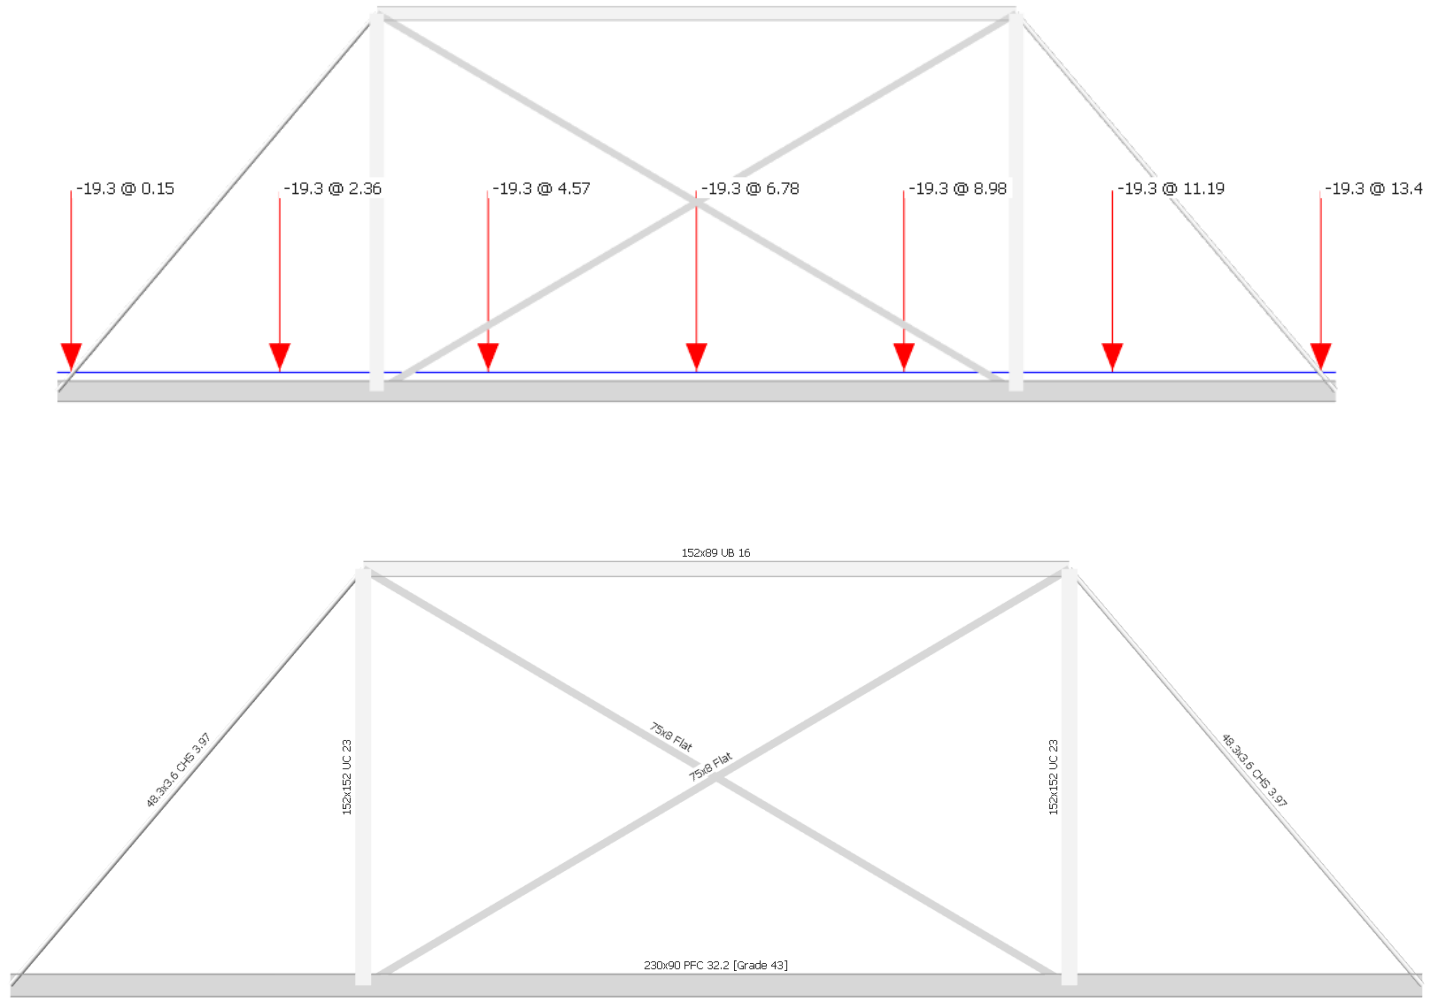 -19.3 @ 0.15
-19.3 @ 2.36
-19.3 @ 4.57
-19.3 @ 6.78
-19.3 @ 8.98
-19.3 @ 11.19
-19.3 @ 13.4
152x89 UB 16
48.3x3.6 CHS 3.97
152x152 UC 23
75x8 Flat
75x8 Flat
152x152 UC 23
48.3x3.6 CHS 3.97
230x90 PFC 32.2 [Grade 43]